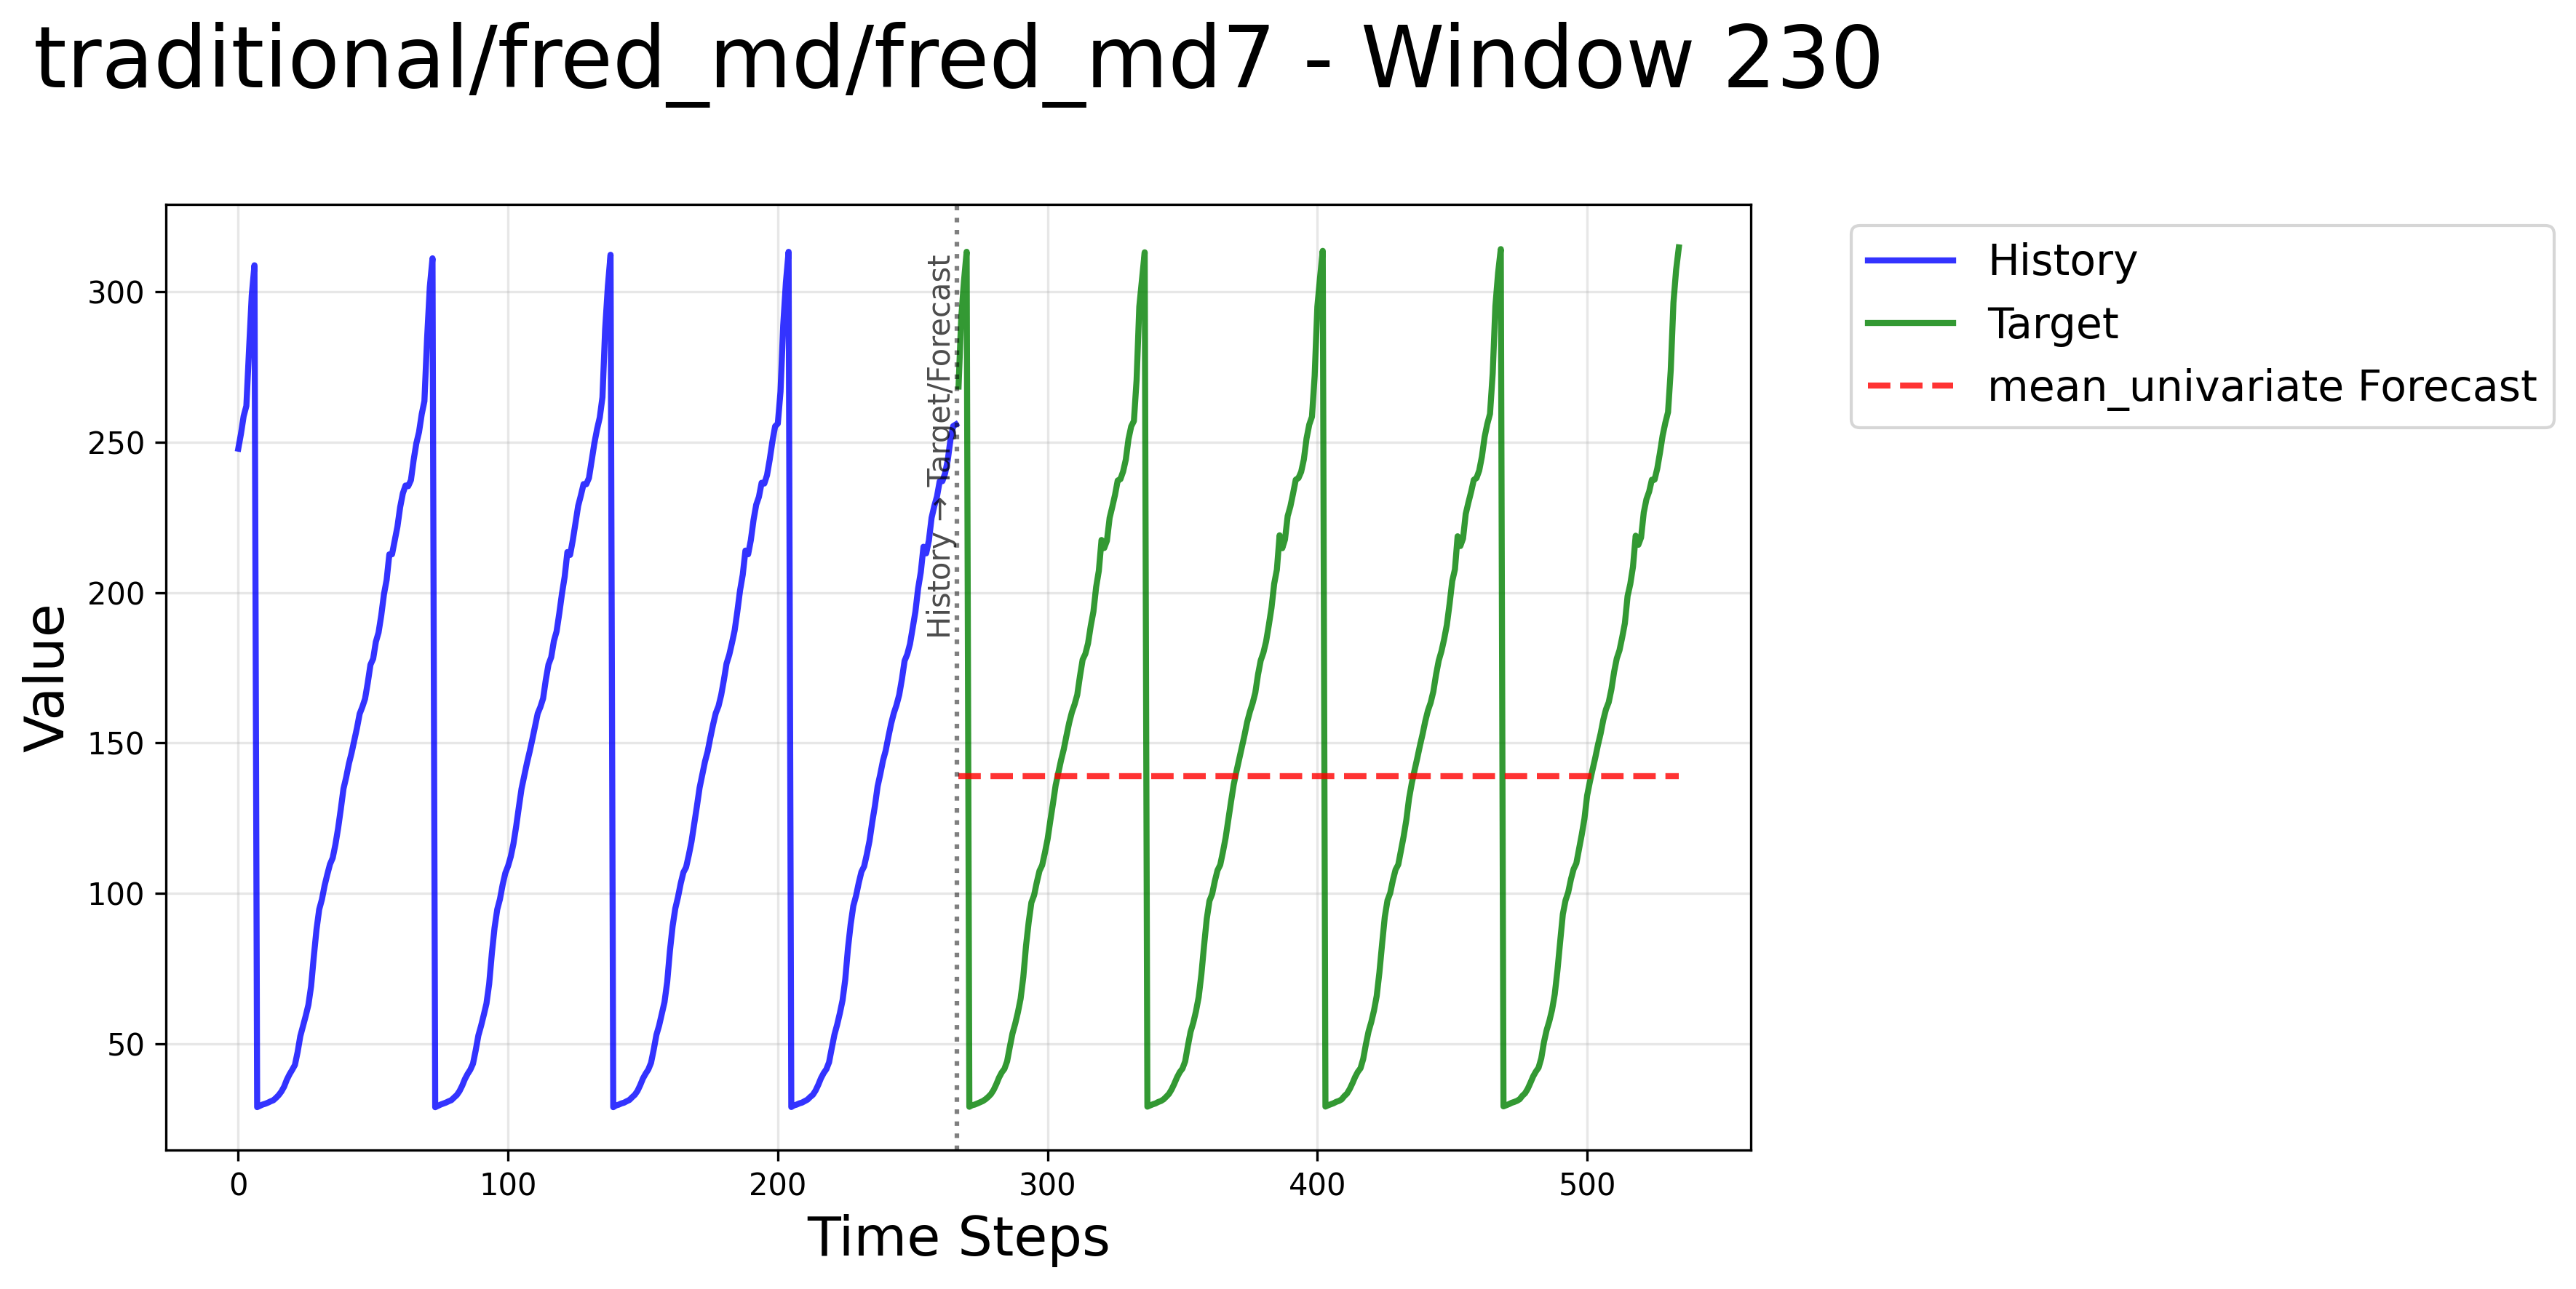 traditional/fred_md/fred_md7 - Window 230
History
Target
mean_univariate Forecast
History → Target/Forecast
Value
300
250
200
150
100
50
0
100
200
300
400
500
Time Steps